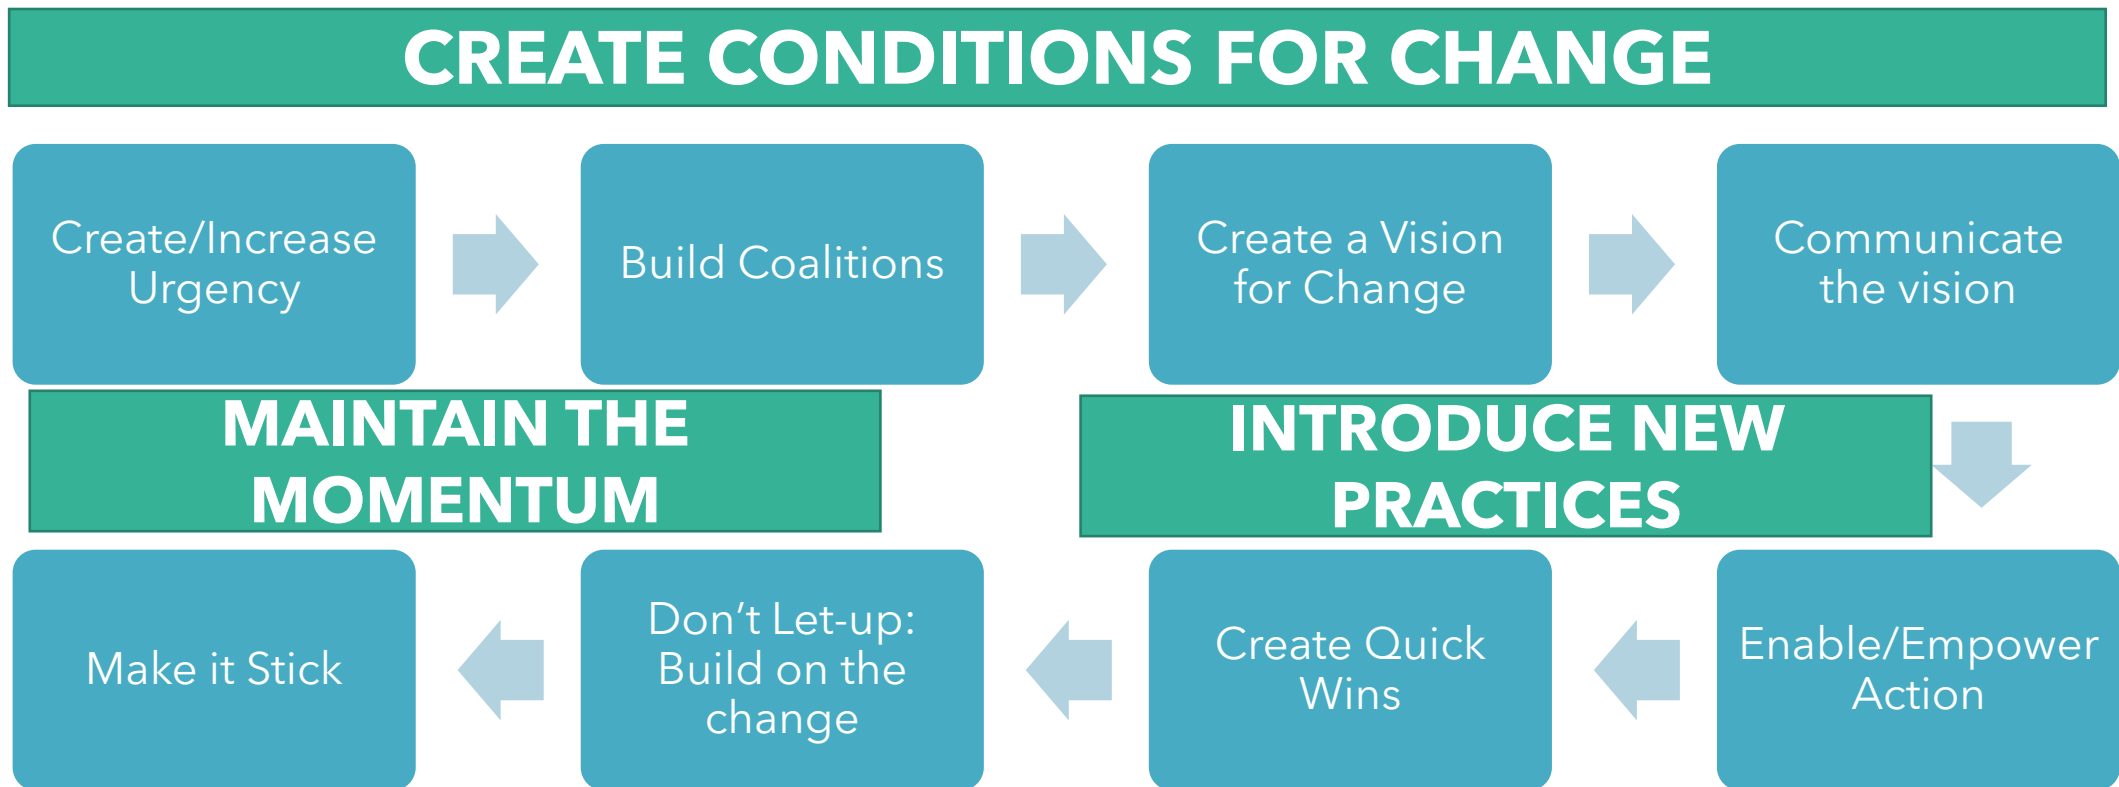 CREATE CONDITIONS FOR CHANGE
Create/Increase
Urgency
Build Coalitions
Create a Vision
for Change
Communicate
the vision
INTRODUCE NEW
PRACTICES
Enable/Empower
Action
Create Quick
Wins
MAINTAIN THE
MOMENTUM
Don’t Let-up:
Build on the
change
Make it Stick